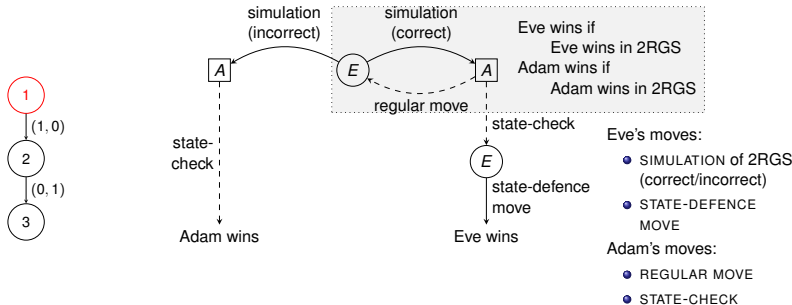 1
(1, 0)
2
(0, 1)
3
simulation
(incorrect)
simulation
(correct)
A
E
A
regular move
Eve wins if
Eve wins in 2RGS
Adam wins if
Adam wins in 2RGS
state-
check
state-check
E
state-defence
move
Adam wins
Eve wins
Eve's moves:
SIMULATION of 2RGS
(correct/incorrect)
STATE-DEFENCE
MOVE
Adam's moves:
REGULAR MOVE
STATE-CHECK